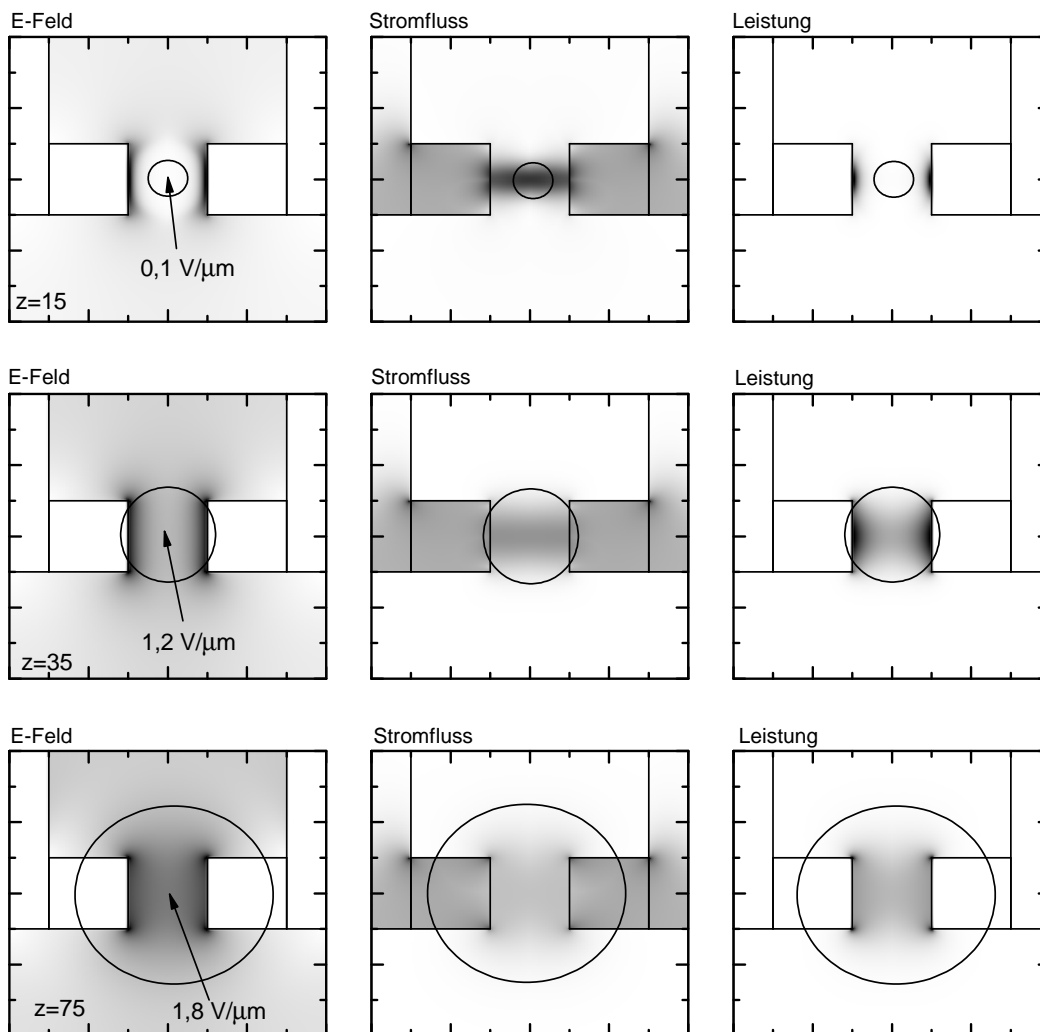 E-Feld
Stromfluss
Leistung
0,1 V/μm
z=15
E-Feld
Stromfluss
Leistung
1,2 V/μm
z=35
E-Feld
Stromfluss
Leistung
z=75
1,8 V/μm